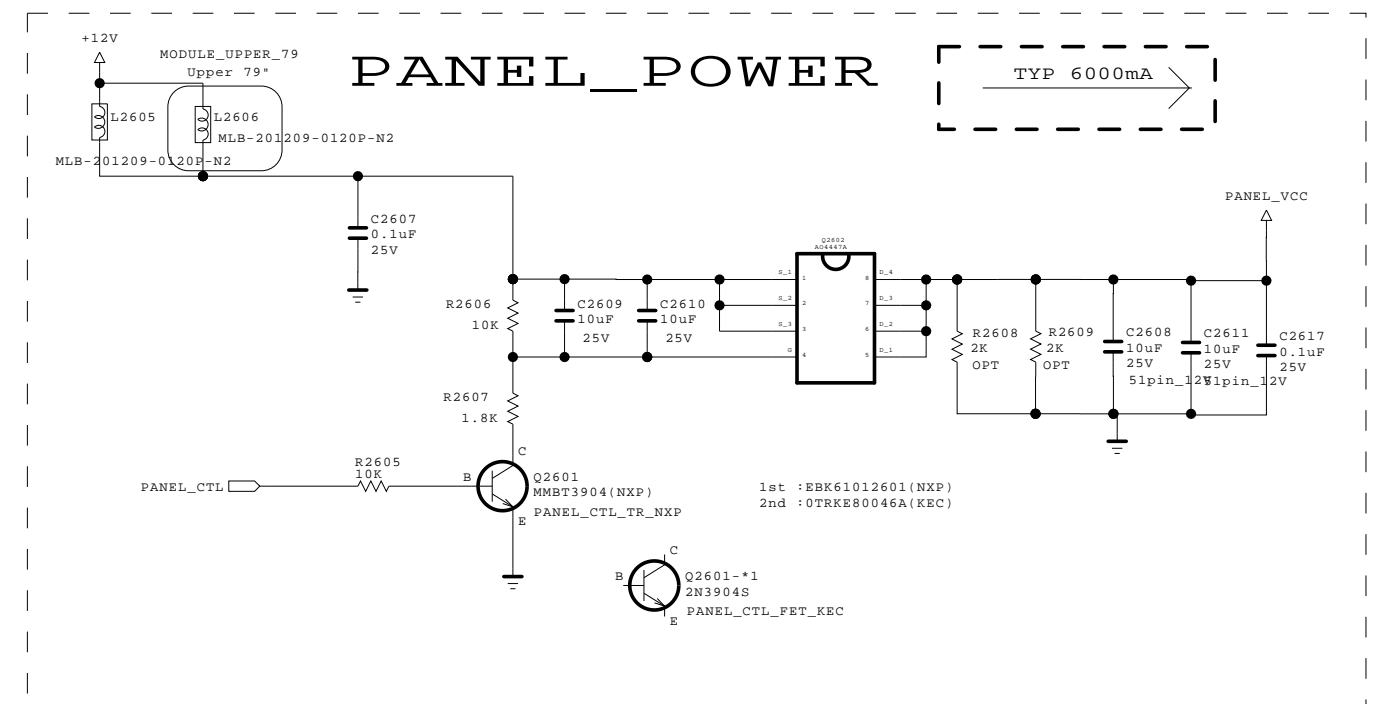 +12V
MODULE_UPPER_79
Upper 79"
PANEL_POWER
TYP 6000mA
L2605
L2606
MLB-201209-0120P-N2
MLB-201209-0120P-N2
C2607
0.1uF
25V
PANEL_VCC
Q2602
AO4447A
S_1
1
8
D_4
S_2
2
7
D_3
S_3
3
6
D_2
G
4
5
D_1
R2606
10K
C2609
10uF
25V
C2610
10uF
25V
R2608
2K
OPT
R2609
2K
OPT
C2608
10uF
25V
51pin_12V
C2611
10uF
25V
51pin_12V
C2617
0.1uF
25V
R2607
1.8K
C
R2605
10K
PANEL_CTL
B
Q2601
MMBT3904(NXP)
PANEL_CTL_TR_NXP
E
1st :EBK61012601(NXP)
2nd :0TRKE80046A(KEC)
C
B
Q2601-*1
2N3904S
PANEL_CTL_FET_KEC
E